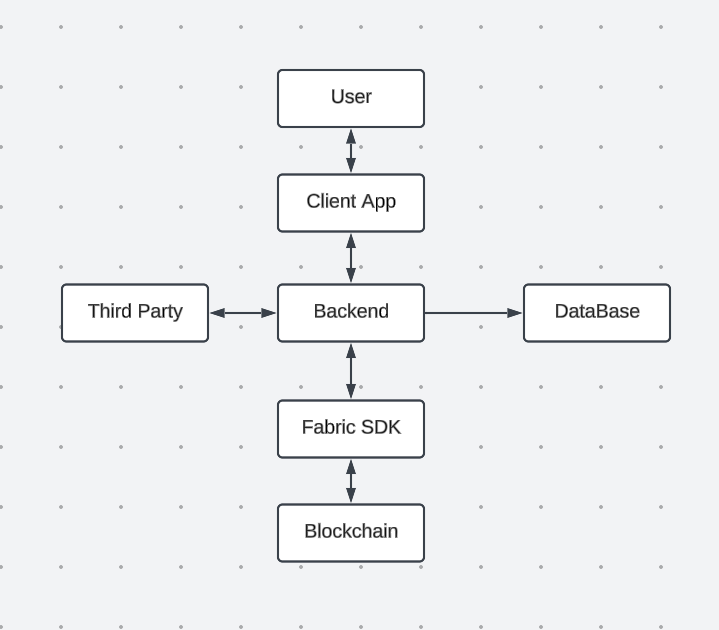 User
Client App
Third Party
Backend
DataBase
Fabric SDK
Blockchain